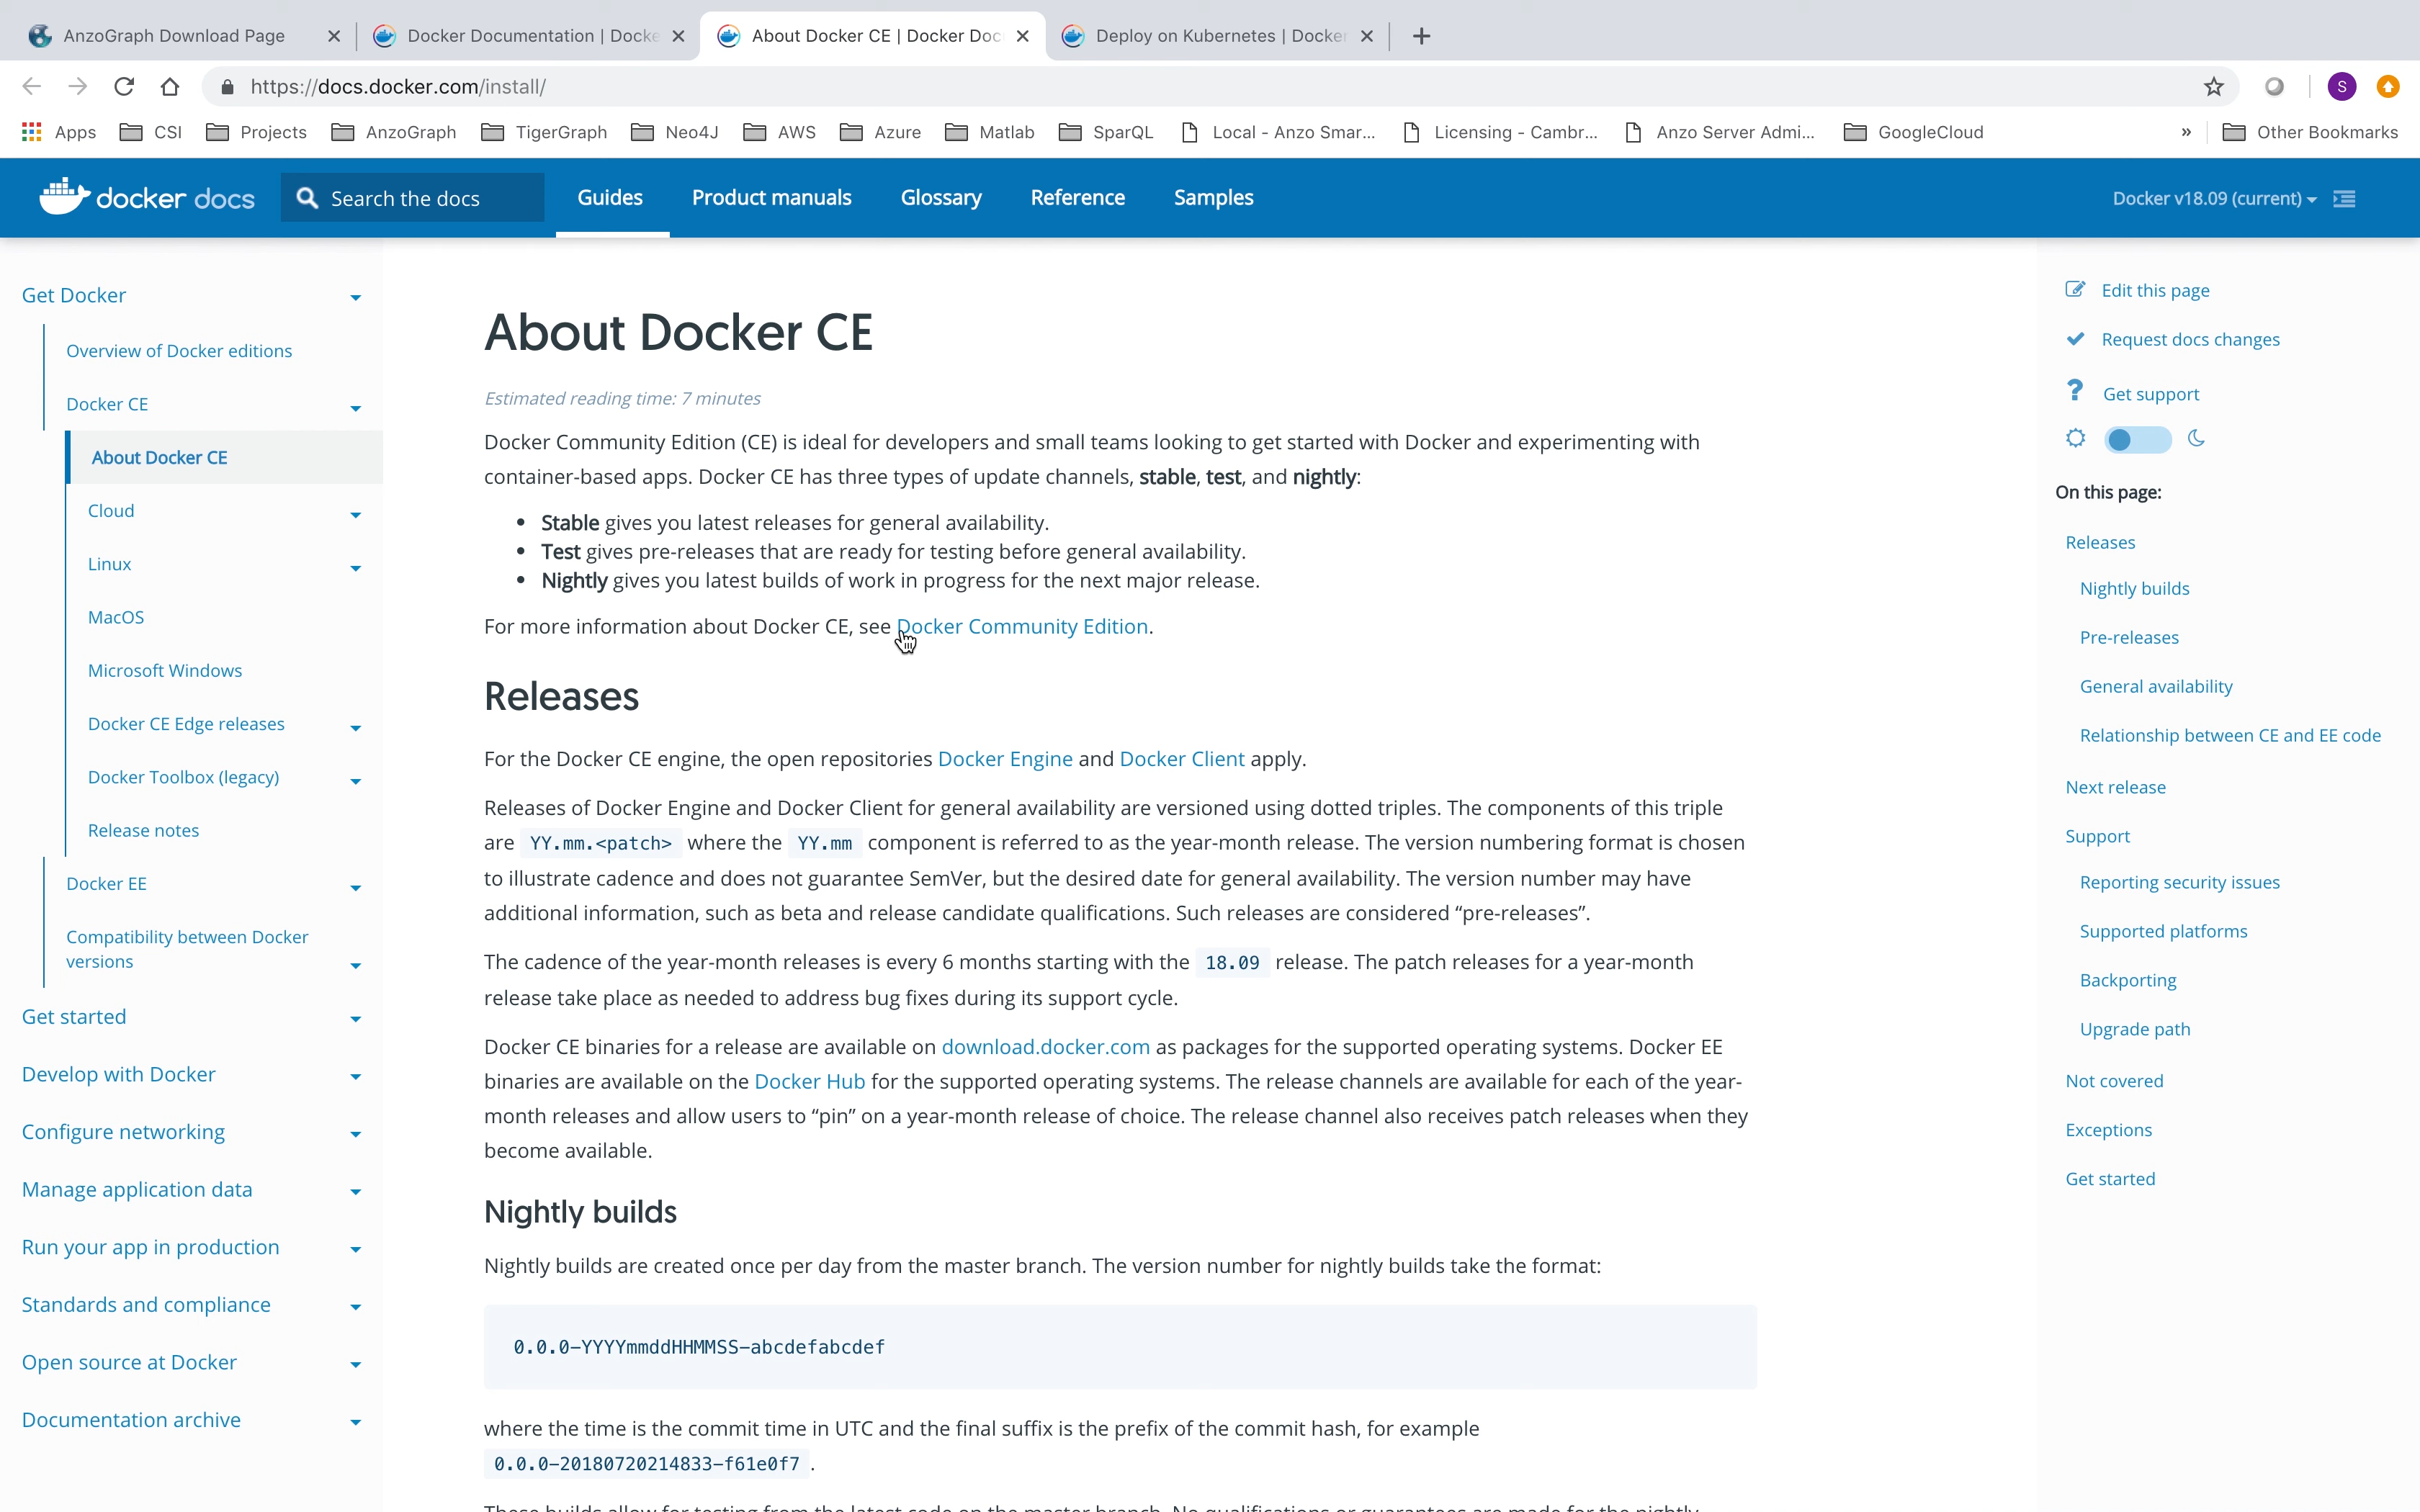 AnzoGraph Download Page
Docker Documentation | Docke
About Docker CE | Docker Doc
Deploy on Kubernetes | Docker
https://docs.docker.com/install/
S
Apps
CSI
Projects
AnzoGraph
TigerGraph
Neo4J
AWS
Azure
Matlab
SparQL
Local - Anzo Smar...
Licensing - Cambr...
Anzo Server Admi...
GoogleCloud
»
Other Bookmarks
docker docs
Search the docs
Guides
Product manuals
Glossary
Reference
Samples
Docker v18.09 (current)
Get Docker
Overview of Docker editions
Docker CE
About Docker CE
Cloud
Linux
MacOS
Microsoft Windows
Docker CE Edge releases
Docker Toolbox (legacy)
Release notes
Docker EE
Compatibility between Docker
versions
Get started
Develop with Docker
Configure networking
Manage application data
Run your app in production
Standards and compliance
Open source at Docker
Documentation archive
About Docker CE
Estimated reading time: 7 minutes
Docker Community Edition (CE) is ideal for developers and small teams looking to get started with Docker and experimenting with
container-based apps. Docker CE has three types of update channels, stable, test, and nightly:
• Stable gives you latest releases for general availability.
• Test gives pre-releases that are ready for testing before general availability.
• Nightly gives you latest builds of work in progress for the next major release.
For more information about Docker CE, see Docker Community Edition.
Releases
For the Docker CE engine, the open repositories Docker Engine and Docker Client apply.
Releases of Docker Engine and Docker Client for general availability are versioned using dotted triples. The components of this triple
are YY.mm.<patch> where the YY.mm component is referred to as the year-month release. The version numbering format is chosen
to illustrate cadence and does not guarantee SemVer, but the desired date for general availability. The version number may have
additional information, such as beta and release candidate qualifications. Such releases are considered “pre-releases”.
The cadence of the year-month releases is every 6 months starting with the 18.09 release. The patch releases for a year-month
release take place as needed to address bug fixes during its support cycle.
Docker CE binaries for a release are available on download.docker.com as packages for the supported operating systems. Docker EE
binaries are available on the Docker Hub for the supported operating systems. The release channels are available for each of the year-
month releases and allow users to “pin” on a year-month release of choice. The release channel also receives patch releases when they
become available.
Nightly builds
Nightly builds are created once per day from the master branch. The version number for nightly builds take the format:
0.0.0-YYYYmmddHHMMSS-abcdefabcdef
where the time is the commit time in UTC and the final suffix is the prefix of the commit hash, for example
0.0.0-20180720214833-f61e0f7 .
These builds allow for testing from the latest code on the master branch. No qualifications or guarantees are made for the nightly
Edit this page
Request docs changes
Get support
On this page:
Releases
Nightly builds
Pre-releases
General availability
Relationship between CE and EE code
Next release
Support
Reporting security issues
Supported platforms
Backporting
Upgrade path
Not covered
Exceptions
Get started